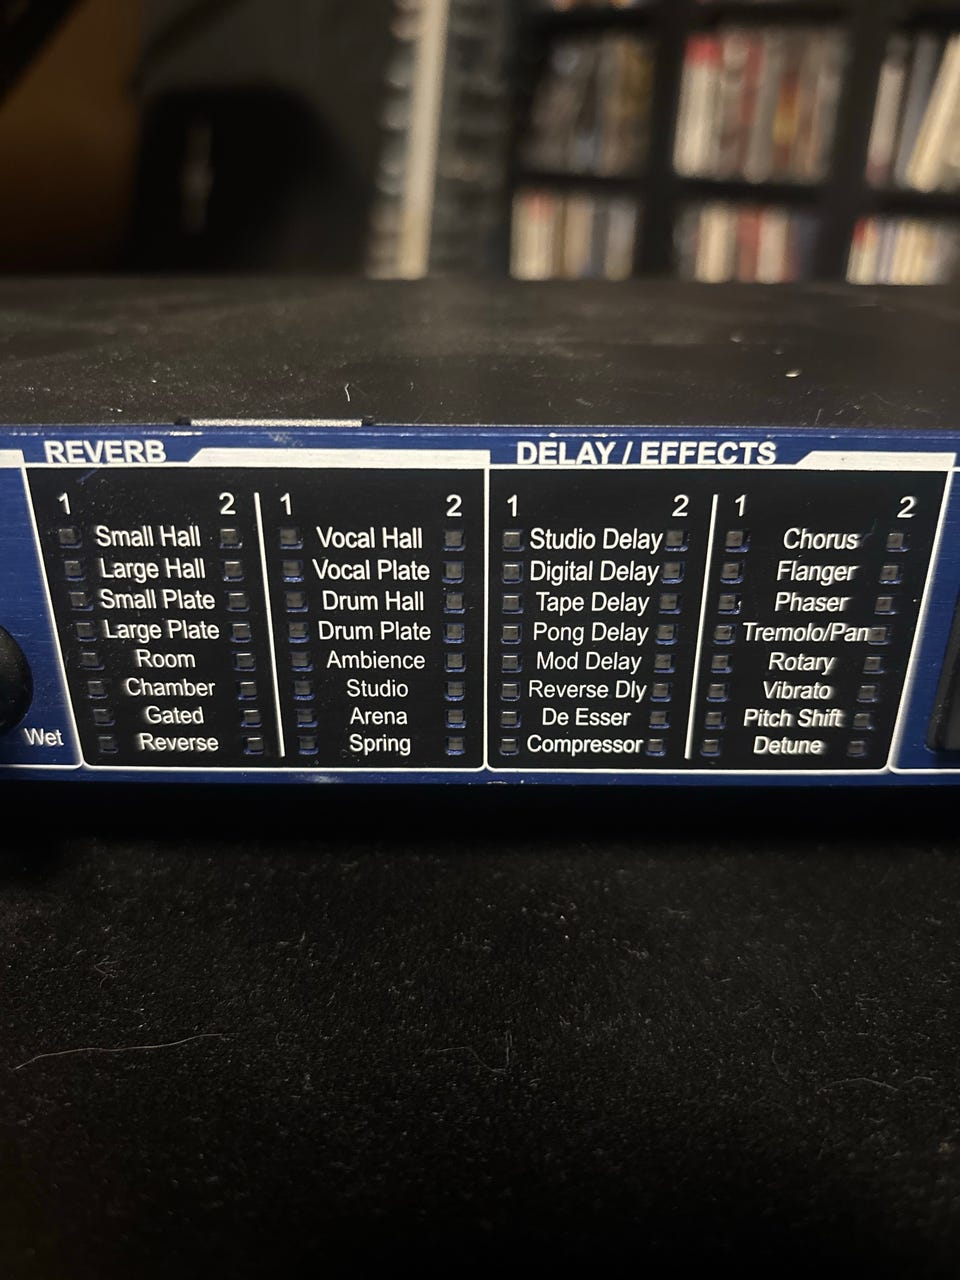 REVERB
DELAY / EFFECTS
1 2 1 2 1 2 1 2
Small Hall Vocal Hall Studio Delay Chorus
Large Hall Vocal Plate Digital Delay Flanger
Small Plate Drum Hall Tape Delay Phaser
Large Plate Drum Plate Pong Delay Tremolo/Pan
Room Ambience Mod Delay Rotary
Chamber Studio Reverse Dly Vibrato
Gated Arena De Esser Pitch Shift
Reverse Spring Compressor Detune
Wet